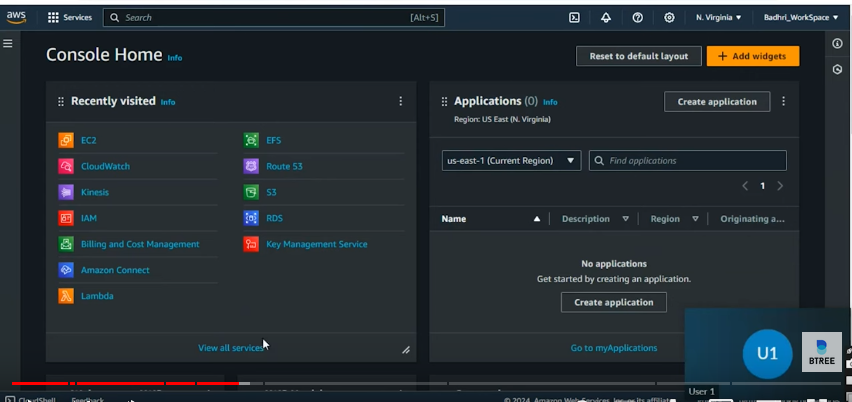 aws
Services
Search
[Alt+S]
N. Virginia
Badhri_WorkSpace
Console Home Info
Reset to default layout
+ Add widgets
Recently visited Info
EC2
CloudWatch
Kinesis
IAM
Billing and Cost Management
Amazon Connect
Lambda
EFS
Route 53
S3
RDS
Key Management Service
View all services
Applications (0) Info
Region: US East (N. Virginia)
Create application
us-east-1 (Current Region)
Find applications
1
Name
Description
Region
Originating a...
No applications
Get started by creating an application.
Create application
Go to myApplications
U1
BTREE
User 1
CloudShell
Feedback
© 2024, Amazon Web Services, Inc. or its affiliates